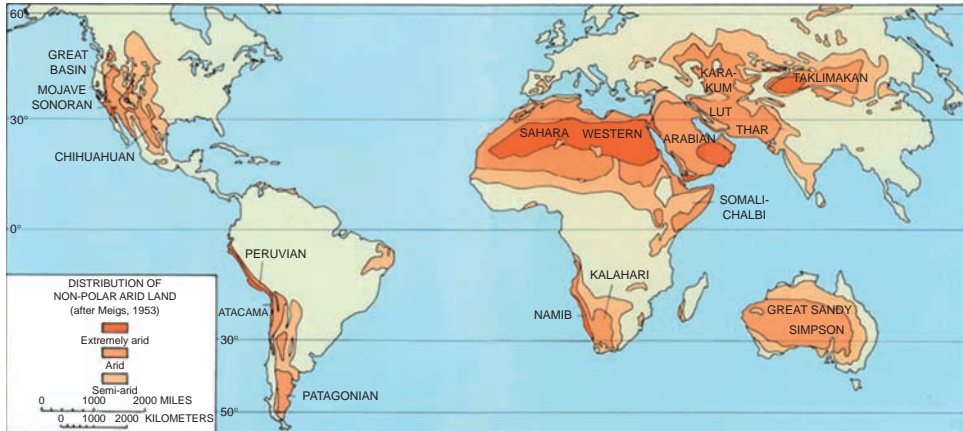 60°
GREAT
BASIN
MOJAVE
SONORAN
30°
CHIHUAHUAN
KARA-
KUM
TAKLIMAKAN
LUT
SAHARA WESTERN
ARABIAN
THAR
SOMALI-
CHALBI
0°
0°
PERUVIAN
ATACAMA
KALAHARI
NAMIB
GREAT SANDY
SIMPSON
30°
PATAGONIAN
50°
DISTRIBUTION OF
NON-POLAR ARID LAND
(after Meigs, 1953)
Extremely arid
Arid
Semi-arid
0 1000 2000 MILES
0 1000 2000 KILOMETERS